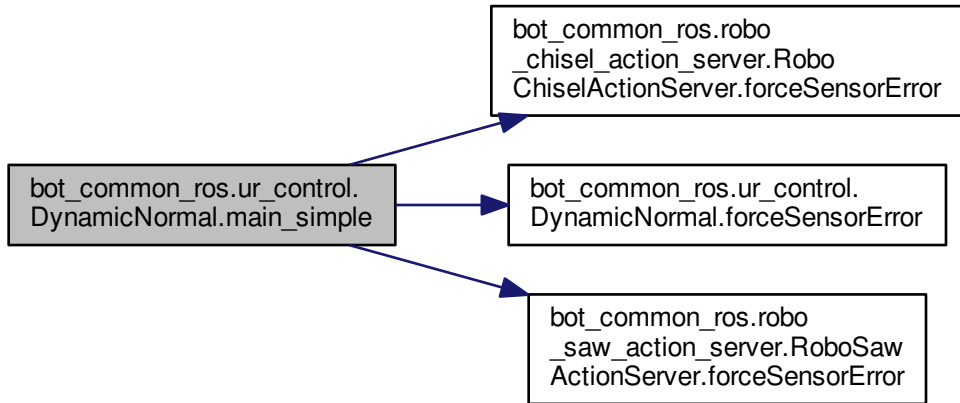 bot_common_ros.robo
_chisel_action_server.Robo
ChiselActionServer.forceSensorError
bot_common_ros.ur_control.
DynamicNormal.main_simple
bot_common_ros.ur_control.
DynamicNormal.forceSensorError
bot_common_ros.robo
_saw_action_server.RoboSaw
ActionServer.forceSensorError